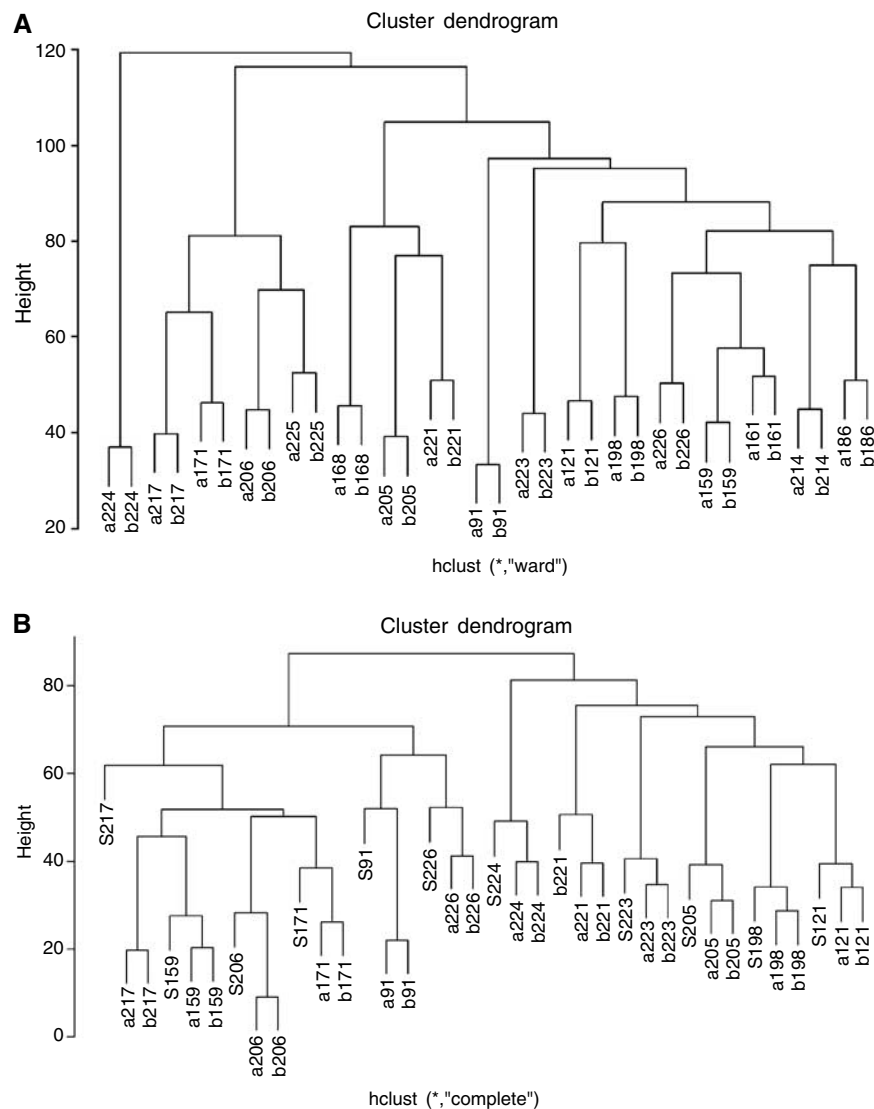 A
Cluster dendrogram
Height
120
100
80
60
40
20
a224
b224
a217
b217
a171
b171
a206
b206
a225
b225
a168
b168
a205
b205
a221
b221
a91
b91
a223
b223
a121
b121
a198
b198
a226
b226
a159
b159
a161
b161
a214
b214
a186
b186
hclust (*,"ward")
B
Cluster dendrogram
Height
80
60
40
20
0
S217
a217
b217
S159
a159
b159
S206
a206
b206
S171
a171
b171
S91
a91
b91
S226
a226
b226
S224
a224
b224
b221
a221
b221
S223
a223
b223
S205
a205
b205
S198
a198
b198
S121
a121
b121
hclust (*,"complete")